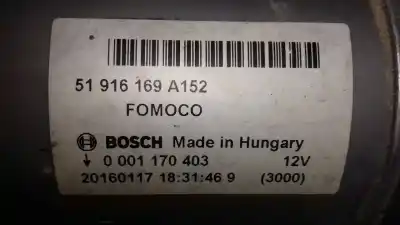 51 916 169 A152
FOMOCO
BOSCH Made in Hungary
0 001 170 403 12V
20160117 18:31:46 9 (3000)